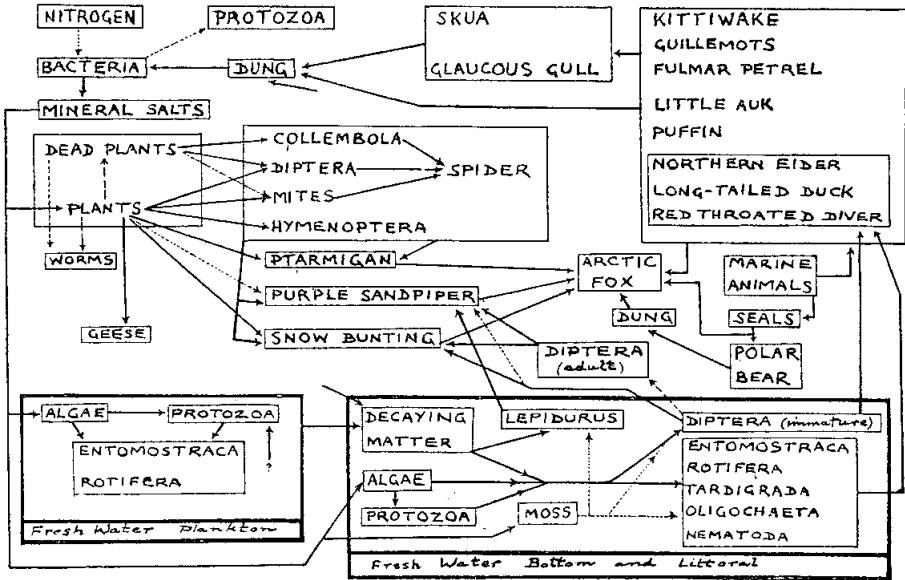 NITROGEN
PROTOZOA
SKUA
GLAUCOUS GULL
KITTIWAKE
GUILLEMOTS
FULMAR PETREL
LITTLE AUK
PUFFIN
NORTHERN EIDER
LONG-TAILED DUCK
RED THROATED DIVER
BACTERIA
DUNG
MINERAL SALTS
DEAD PLANTS
PLANTS
WORMS
GEESE
COLLEMBOLA
DIPTERA
MITES
HYMENOPTERA
SPIDER
PTARMIGAN
PURPLE SANDPIPER
SNOW BUNTING
ARCTIC
FOX
MARINE
ANIMALS
DUNG
SEALS
POLAR
BEAR
DIPTERA
(adult)
ALGAE
PROTOZOA
ENTOMOSTRACA
ROTIFERA
?
Fresh Water Plankton
DECAYING
MATTER
LEPIDURUS
DIPTERA (immature)
ALGAE
PROTOZOA
MOSS
ENTOMOSTRACA
ROTIFERA
TARDIGRADA
OLIGOCHAETA
NEMATODA
Fresh Water Bottom and Littoral